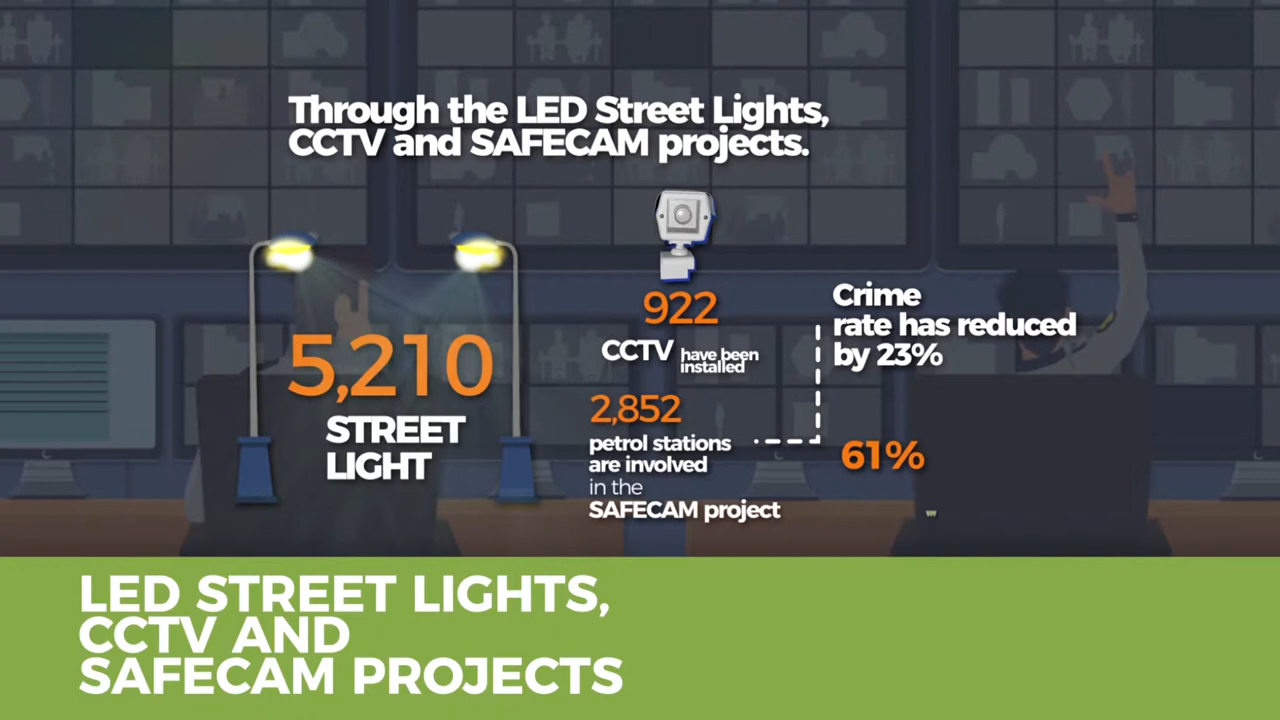 Through the LED Street Lights,
CCTV and SAFECAM projects.
5,210
STREET
LIGHT
922
CCTV have been
installed
2,852
petrol stations
are involved
in the
SAFECAM project
Crime
rate has reduced
by 23%
61%
LED STREET LIGHTS,
CCTV AND
SAFECAM PROJECTS